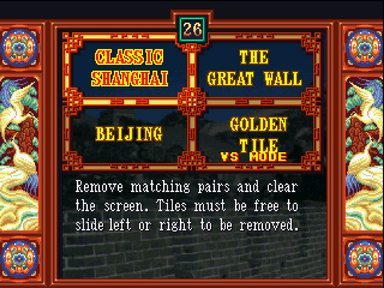 26
CLASSIC
SHANGHAI
THE
GREAT WALL
BEIJING
GOLDEN
TILE
VS MODE
Remove matching pairs and clear
the screen. Tiles must be free to
slide left or right to be removed.